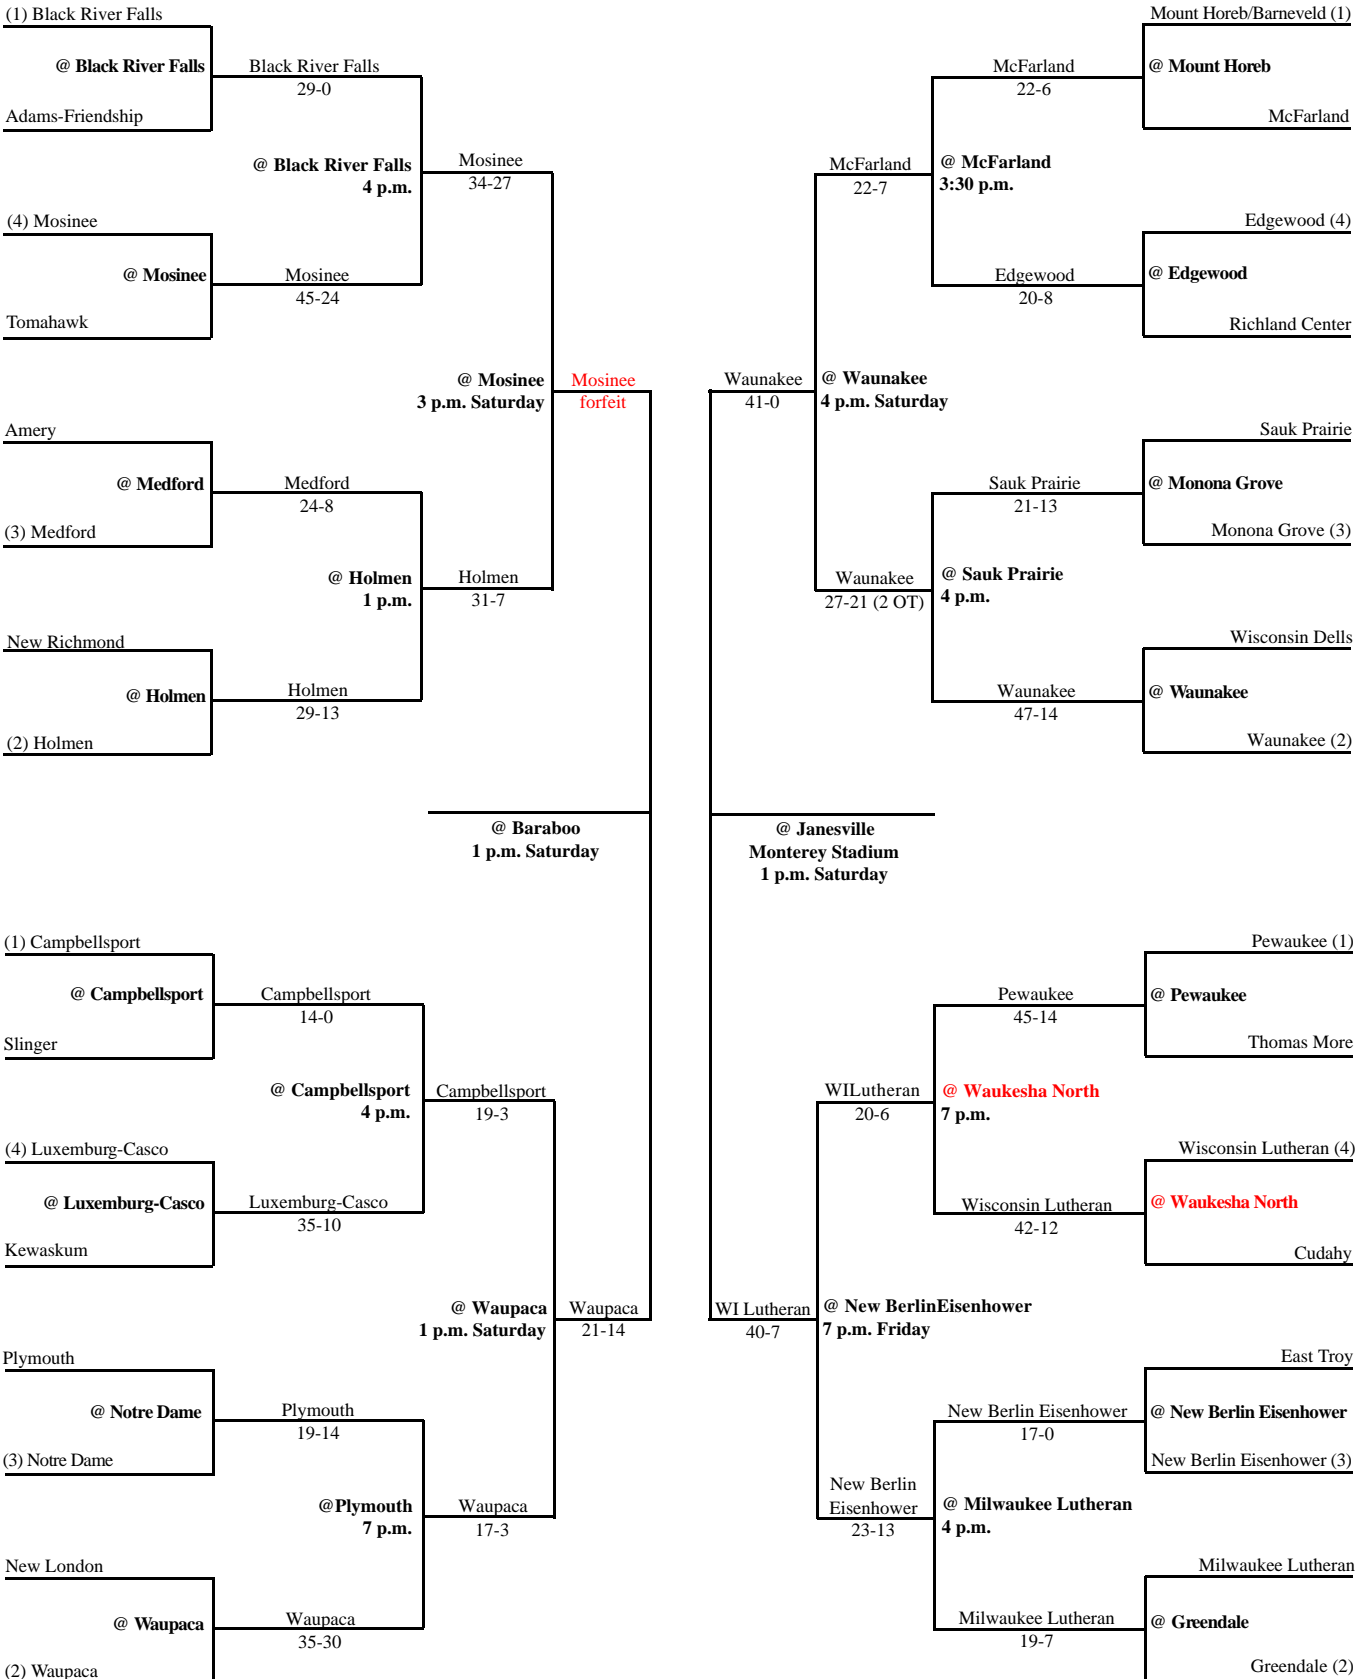 (1) Black River Falls
@ Black River Falls
Adams-Friendship
Black River Falls
29-0
@ Black River Falls
4 p.m.
(4) Mosinee
@ Mosinee
Tomahawk
Mosinee
45-24
Mosinee
34-27
@ Mosinee
3 p.m. Saturday
Mosinee
forfeit
Amery
@ Medford
(3) Medford
Medford
24-8
@ Holmen
1 p.m.
Holmen
31-7
New Richmond
@ Holmen
(2) Holmen
Holmen
29-13
@ Baraboo
1 p.m. Saturday
(1) Campbellsport
@ Campbellsport
Slinger
Campbellsport
14-0
@ Campbellsport
4 p.m.
Campbellsport
19-3
(4) Luxemburg-Casco
@ Luxemburg-Casco
Kewaskum
Luxemburg-Casco
35-10
@ Waupaca
1 p.m. Saturday
Waupaca
21-14
Plymouth
@ Notre Dame
(3) Notre Dame
Plymouth
19-14
@Plymouth
7 p.m.
Waupaca
17-3
New London
@ Waupaca
(2) Waupaca
Waupaca
35-30
Mount Horeb/Barneveld (1)
@ Mount Horeb
McFarland
McFarland
22-6
@ McFarland
3:30 p.m.
McFarland
22-7
Edgewood (4)
@ Edgewood
Richland Center
Edgewood
20-8
Waunakee
41-0
@ Waunakee
4 p.m. Saturday
Sauk Prairie
@ Monona Grove
Monona Grove (3)
Sauk Prairie
21-13
@ Sauk Prairie
4 p.m.
Waunakee
27-21 (2 OT)
Wisconsin Dells
@ Waunakee
Waunakee (2)
Waunakee
47-14
@ Janesville
Monterey Stadium
1 p.m. Saturday
Pewaukee (1)
@ Pewaukee
Thomas More
Pewaukee
45-14
@ Waukesha North
7 p.m.
WILutheran
20-6
Wisconsin Lutheran (4)
@ Waukesha North
Cudahy
Wisconsin Lutheran
42-12
WI Lutheran
40-7
@ New BerlinEisenhower
7 p.m. Friday
East Troy
@ New Berlin Eisenhower
New Berlin Eisenhower (3)
New Berlin Eisenhower
17-0
New Berlin
Eisenhower
23-13
@ Milwaukee Lutheran
4 p.m.
Milwaukee Lutheran
@ Greendale
Greendale (2)
Milwaukee Lutheran
19-7